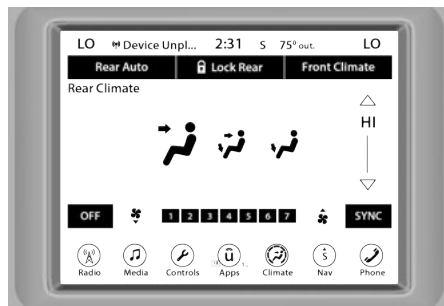 LO Device Unpl... 2:31 S 75° out. LO
Rear Auto Lock Rear Front Climate
Rear Climate
HI
OFF 1 2 3 4 5 6 7 SYNC
Radio Media Controls Apps Climate Nav Phone